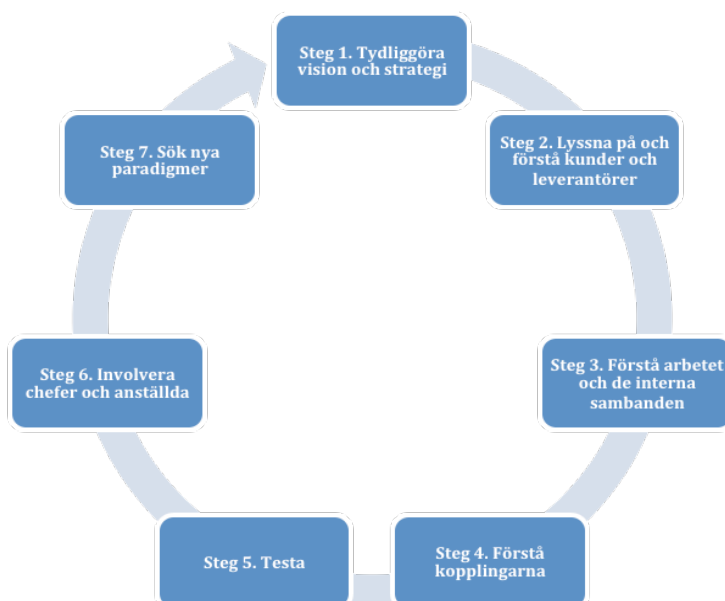 Steg 1. Tydliggöra
vision och strategi
Steg 2. Lyssna på och
förstå kunder och
leverantörer
Steg 3. Förstå arbetet
och de interna
sambanden
Steg 4. Förstå
kopplingarna
Steg 5. Testa
Steg 6. Involvera
chefer och anställda
Steg 7. Sök nya
paradigmer